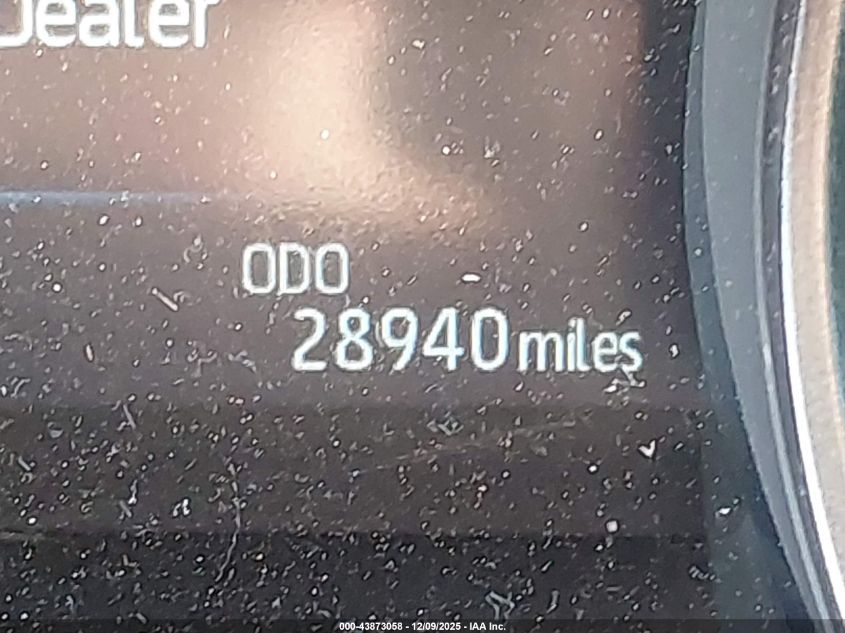 Dealer
ODO
28940 miles
000-43873058 - 12/09/2025 - IAA Inc.